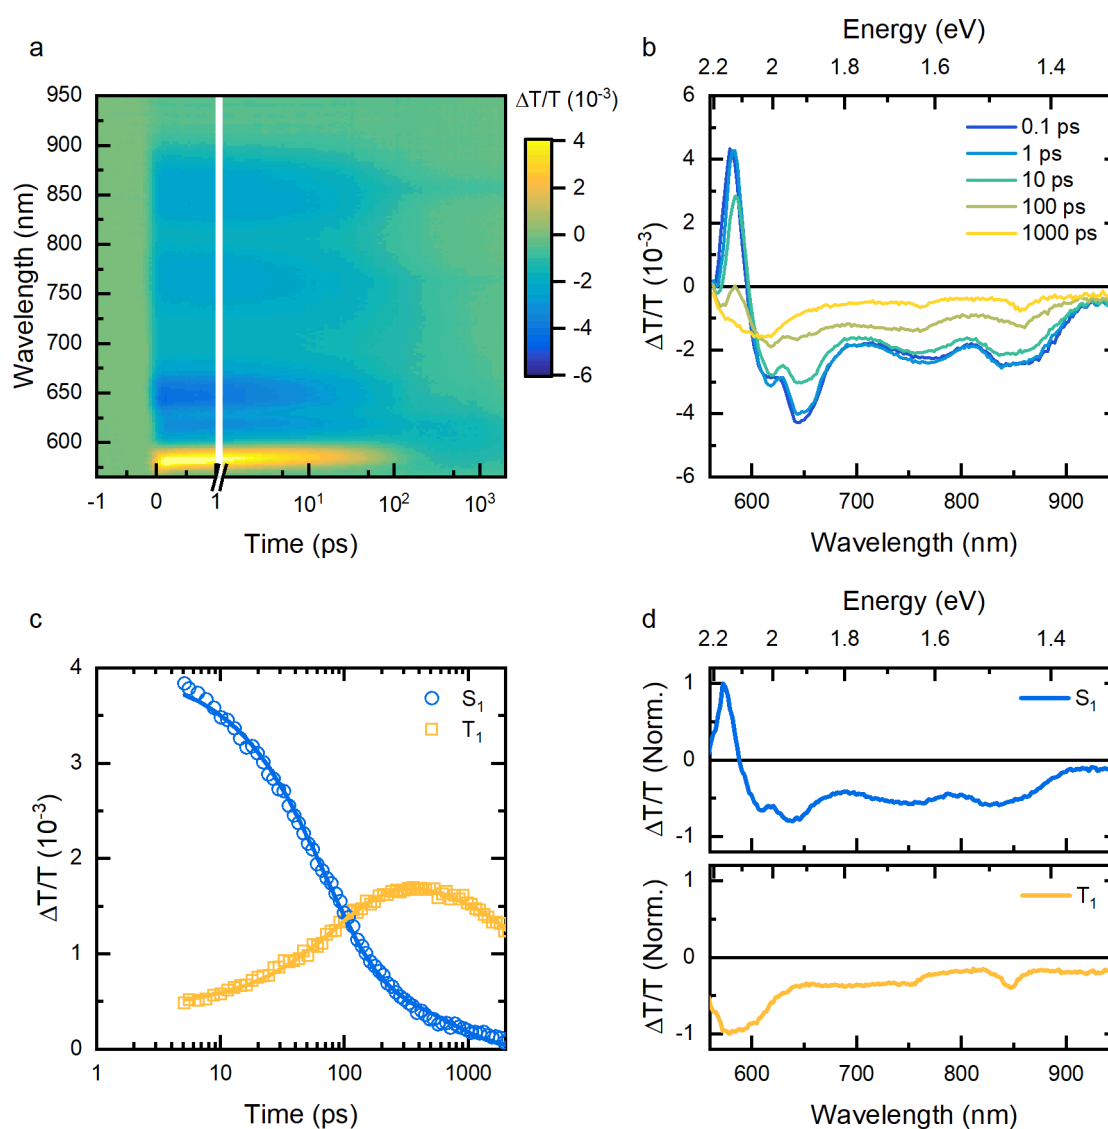 a
ΔT/T (10⁻³)
950
900
850
800
750
700
650
600
Wavelength (nm)
4
2
0
-2
-4
-6
-1 0 1 10¹ 10² 10³
Time (ps)
b
Energy (eV)
2.2 2 1.8 1.6 1.4
6
4
2
0
-2
-4
-6
ΔT/T (10⁻³)
0.1 ps
1 ps
10 ps
100 ps
1000 ps
600 700 800 900
Wavelength (nm)
c
4
3
2
1
0
ΔT/T (10⁻³)
S₁
T₁
1 10 100 1000
Time (ps)
d
Energy (eV)
2.2 2 1.8 1.6 1.4
1
0
-1
ΔT/T (Norm.)
S₁
1
0
-1
ΔT/T (Norm.)
T₁
600 700 800 900
Wavelength (nm)